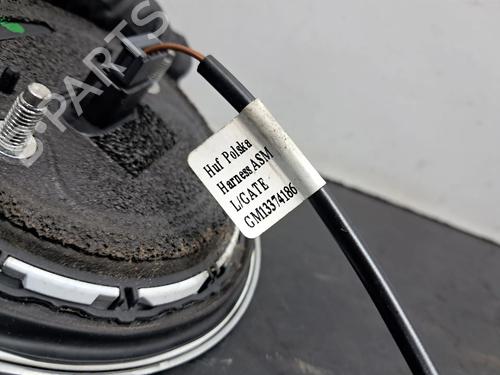 B-PARTS
Huf Polska
Harness ASM
L/GATE
GM13374186